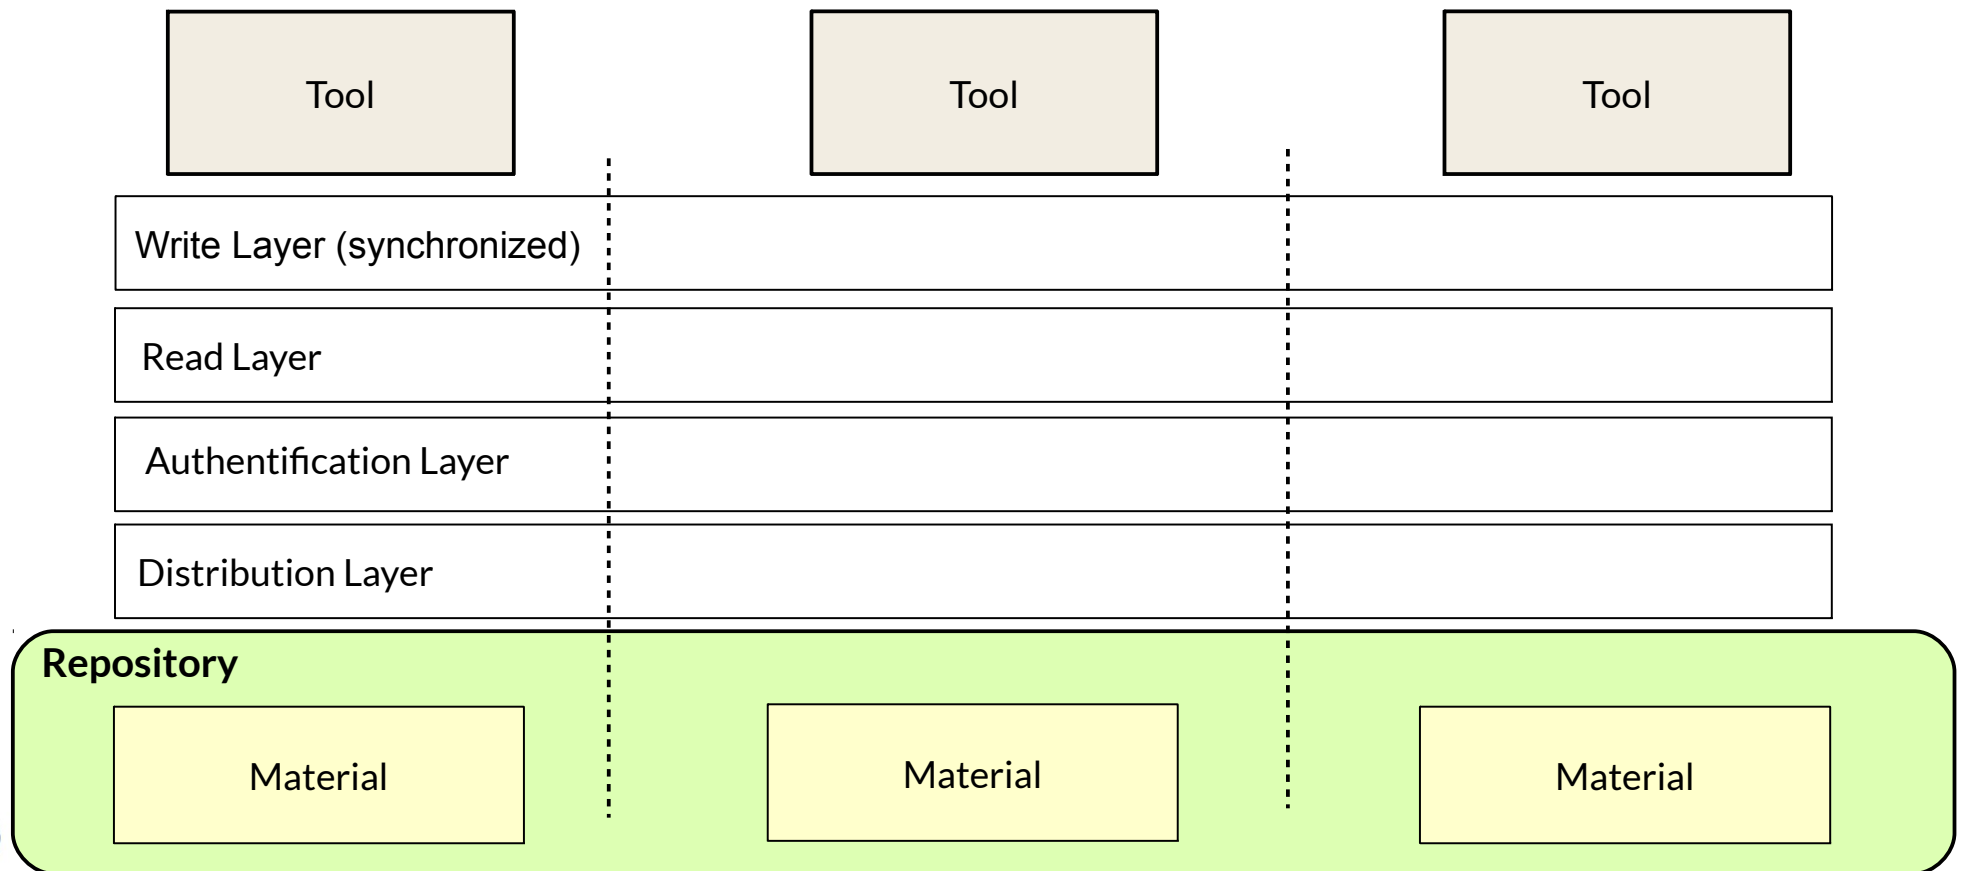 Tool
Tool
Tool
Write Layer (synchronized)
Read Layer
Authentification Layer
Distribution Layer
Repository
Material
Material
Material